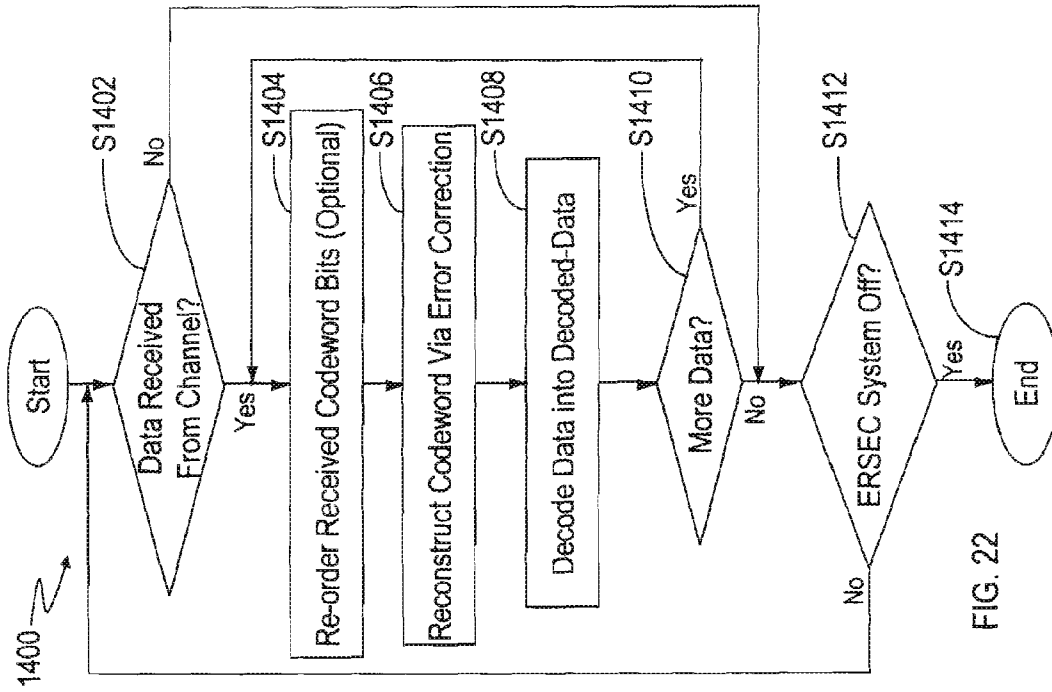 1400
Start
Data Received
From Channel?
S1402
No
Yes
S1404
Re-order Received Codeword Bits (Optional)
S1406
Reconstruct Codeword Via Error Correction
S1408
Decode Data into Decoded-Data
S1410
More Data?
Yes
No
S1412
ERSEC System Off?
No
Yes
S1414
End
FIG. 22